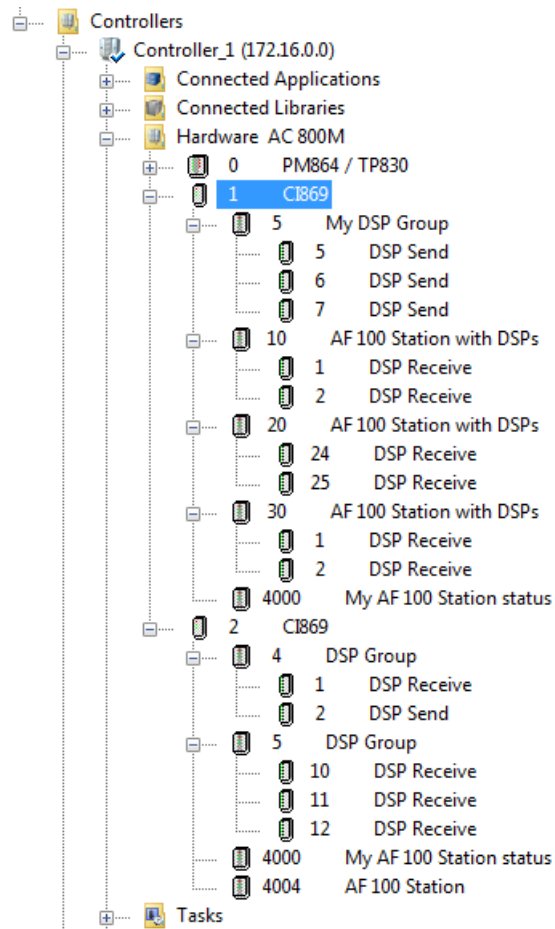 Controllers
Controller_1 (172.16.0.0)
Connected Applications
Connected Libraries
Hardware AC 800M
0 PM864 / TP830
1 CI869
5 My DSP Group
5 DSP Send
6 DSP Send
7 DSP Send
10 AF 100 Station with DSPs
1 DSP Receive
2 DSP Receive
20 AF 100 Station with DSPs
24 DSP Receive
25 DSP Receive
30 AF 100 Station with DSPs
1 DSP Receive
2 DSP Receive
4000 My AF 100 Station status
2 CI869
4 DSP Group
1 DSP Receive
2 DSP Send
5 DSP Group
10 DSP Receive
11 DSP Receive
12 DSP Receive
4000 My AF 100 Station status
4004 AF 100 Station
Tasks